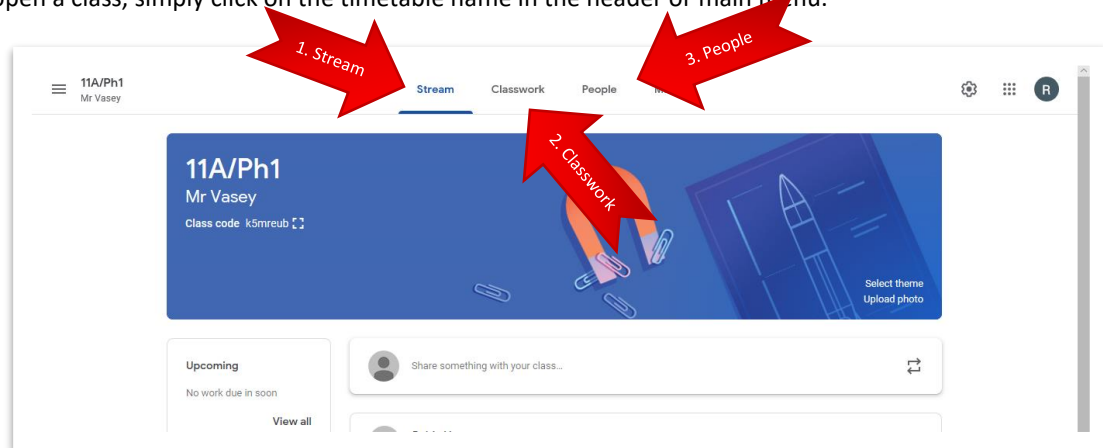 open a class, simply click on the timetable name in the header or main menu.
1. Stream
3. People
11A/Ph1
Mr Vasey
Stream
Classwork
People
R
2. Classwork
11A/Ph1
Mr Vasey
Class code k5mreub
Select theme
Upload photo
Upcoming
No work due in soon
View all
Share something with your class...